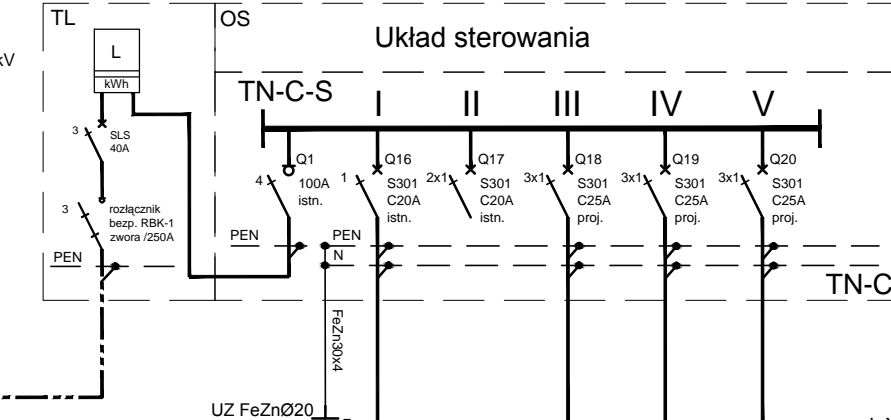 TL
OS
Układ sterowania
kV
L
kWh
TN-C-S
I II III IV V
3
SLS
40A
Q1
4
100A
istn.
Q16
1
S301
C20A
istn.
Q17
2x1
S301
C20A
istn.
Q18
3x1
S301
C25A
proj.
Q19
3x1
S301
C25A
proj.
Q20
3x1
S301
C25A
proj.
3
rozłącznik
bezp. RBK-1
zwora /250A
PEN
PEN
PEN
N
TN-C
FeZn30x4
UZ FeZnØ20